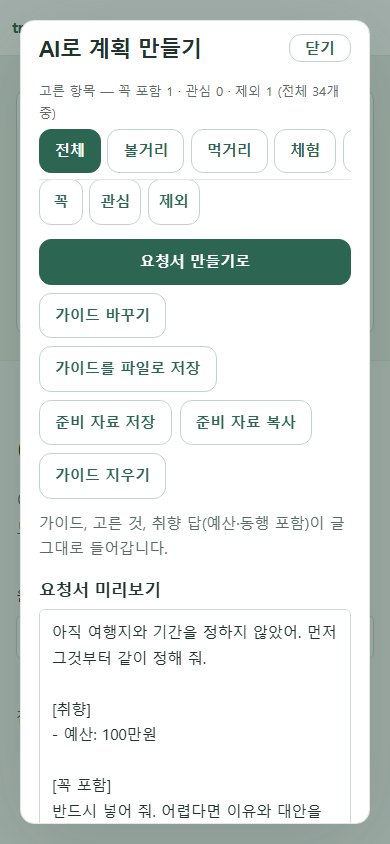 AI로 계획 만들기
닫기
고른 항목 — 꼭 포함 1 · 관심 0 · 제외 1 (전체 34개
중)
전체
볼거리
먹거리
체험
꼭
관심
제외
요청서 만들기로
가이드 바꾸기
가이드를 파일로 저장
준비 자료 저장
준비 자료 복사
가이드 지우기
가이드, 고른 것, 취향 답(예산·동행 포함)이 글
그대로 들어갑니다.
요청서 미리보기
아직 여행지와 기간을 정하지 않았어. 먼저
그것부터 같이 정해 줘.
[취향]
- 예산: 100만원
[꼭 포함]
반드시 넣어 줘. 어렵다면 이유와 대안을